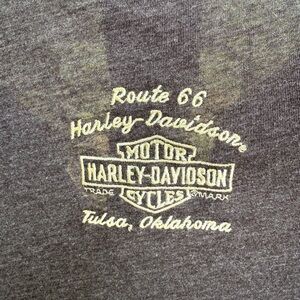 Route 66
Harley-Davidson®
MOTOR
HARLEY-DAVIDSON
TRADE MARK
CYCLES
Tulsa, Oklahoma